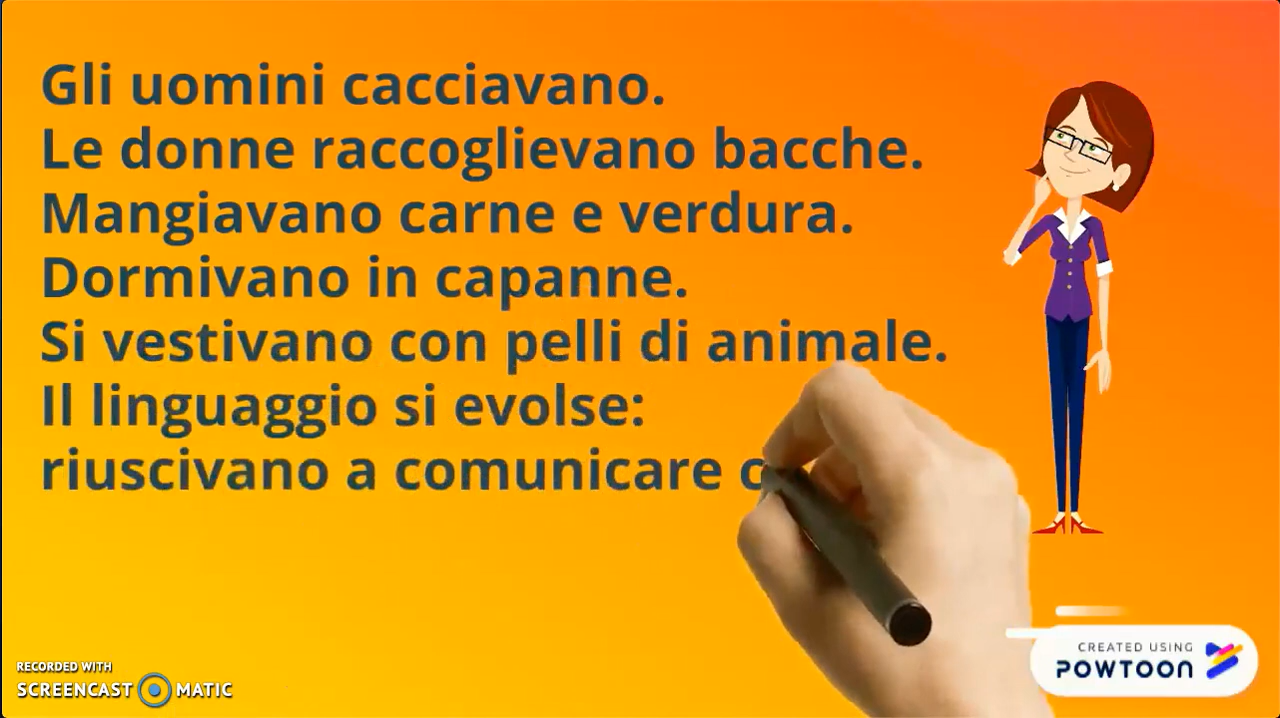 Gli uomini cacciavano.
Le donne raccoglievano bacche.
Mangiavano carne e verdura.
Dormivano in capanne.
Si vestivano con pelli di animale.
Il linguaggio si evolse:
riuscivano a comunicare
RECORDED WITH
SCREENCAST MATIC
CREATED USING
POWTOON